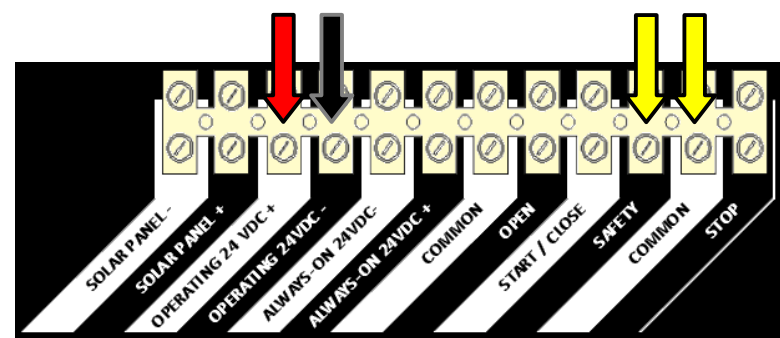 SOLAR PANEL -
SOLAR PANEL +
OPERATING 24 VDC +
OPERATING 24VDC -
ALWAYS-ON 24VDC-
ALWAYS-ON 24VDC +
COMMON
OPEN
START / CLOSE
SAFETY
COMMON
STOP